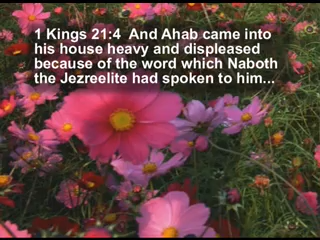 1 Kings 21:4  And Ahab came into
his house heavy and displeased
because of the word which Naboth
the Jezreelite had spoken to him...